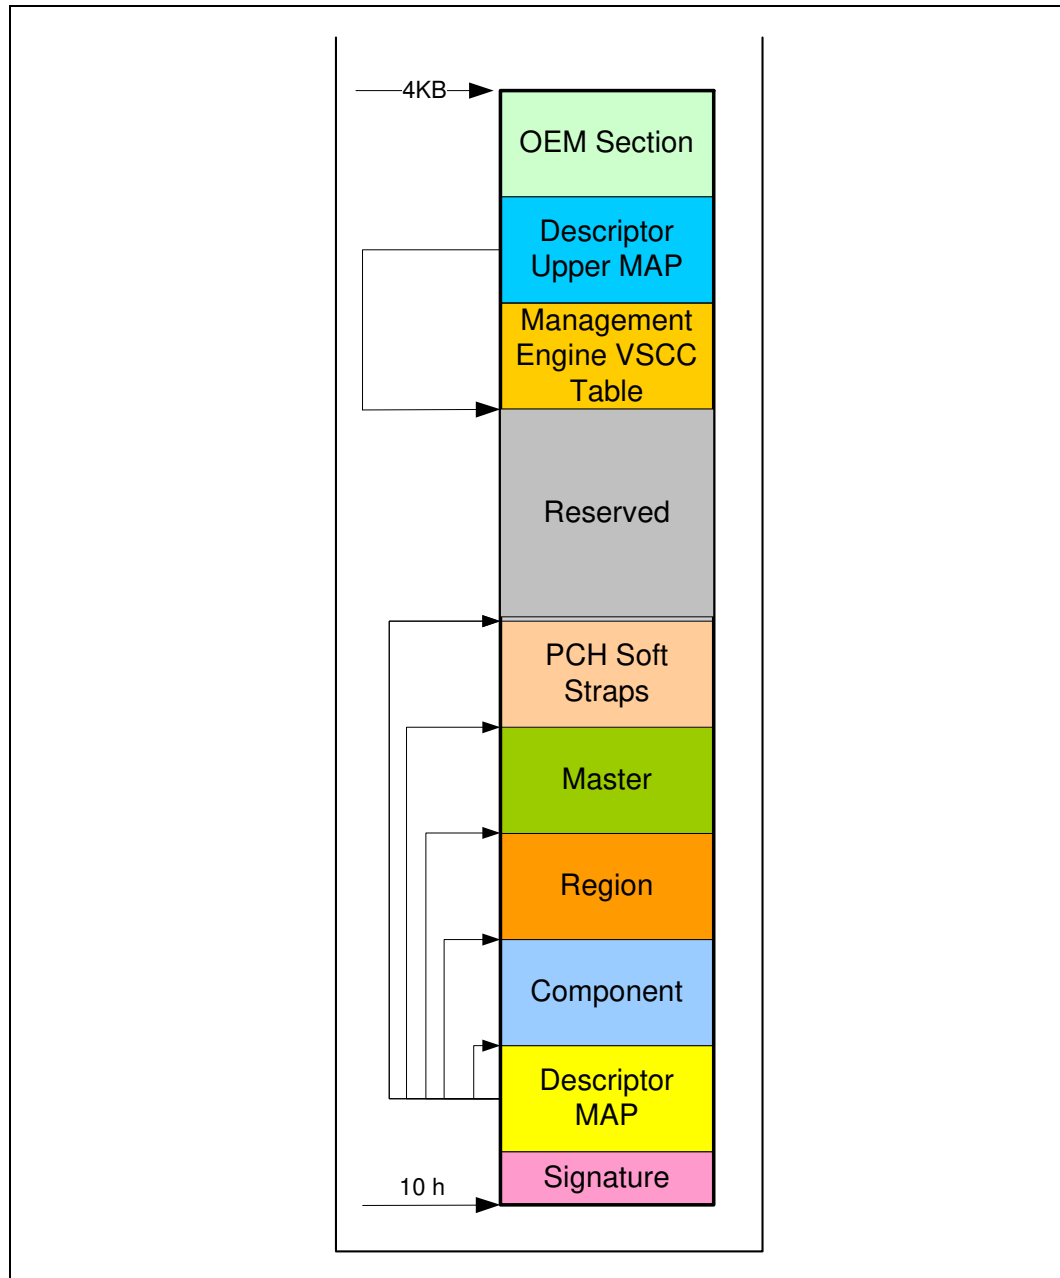 4KB
OEM Section
Descriptor
Upper MAP
Management
Engine VSCC
Table
Reserved
PCH Soft
Straps
Master
Region
Component
Descriptor
MAP
Signature
10 h